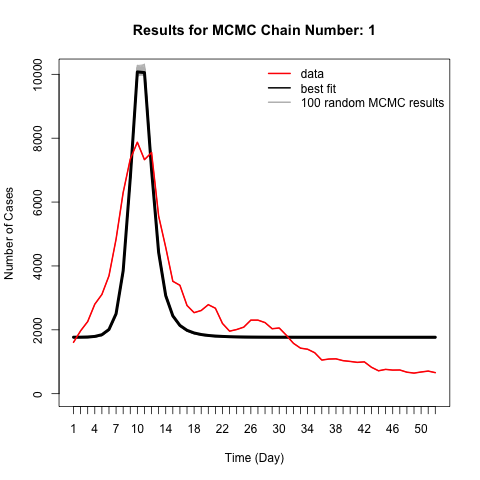 Results for MCMC Chain Number: 1
data
best fit
100 random MCMC results
Number of Cases
0
2000
4000
6000
8000
10000
1 4 7 10 14 18 22 26 30 34 38 42 46 50
Time (Day)